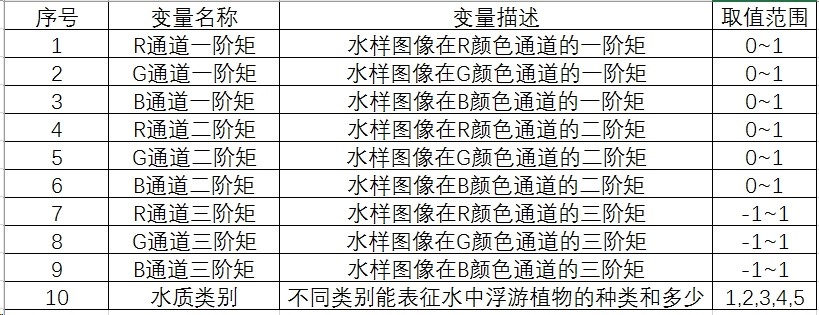 序号 变量名称 变量描述 取值范围
1 R通道一阶矩 水样图像在R颜色通道的一阶矩 0~1
2 G通道一阶矩 水样图像在G颜色通道的一阶矩 0~1
3 B通道一阶矩 水样图像在B颜色通道的一阶矩 0~1
4 R通道二阶矩 水样图像在R颜色通道的二阶矩 0~1
5 G通道二阶矩 水样图像在G颜色通道的二阶矩 0~1
6 B通道二阶矩 水样图像在B颜色通道的二阶矩 0~1
7 R通道三阶矩 水样图像在R颜色通道的三阶矩 -1~1
8 G通道三阶矩 水样图像在G颜色通道的三阶矩 -1~1
9 B通道三阶矩 水样图像在B颜色通道的三阶矩 -1~1
10 水质类别 不同类别能表征水中浮游植物的种类和多少 1,2,3,4,5